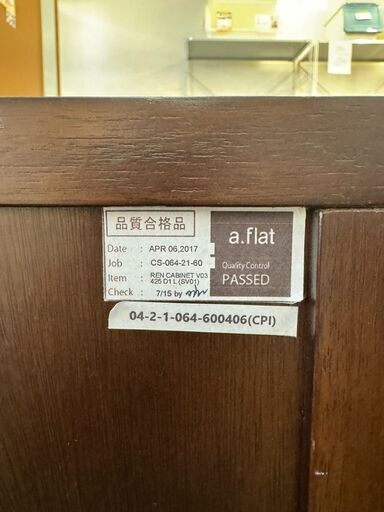 品質合格品
Date : APR 06,2017
Job : CS-064-21-60
Item : REN CABINET V03
425 D1 L (SV01)
Check : 7/15 by
a.flat
Quality Control
PASSED
04-2-1-064-600406(CPI)